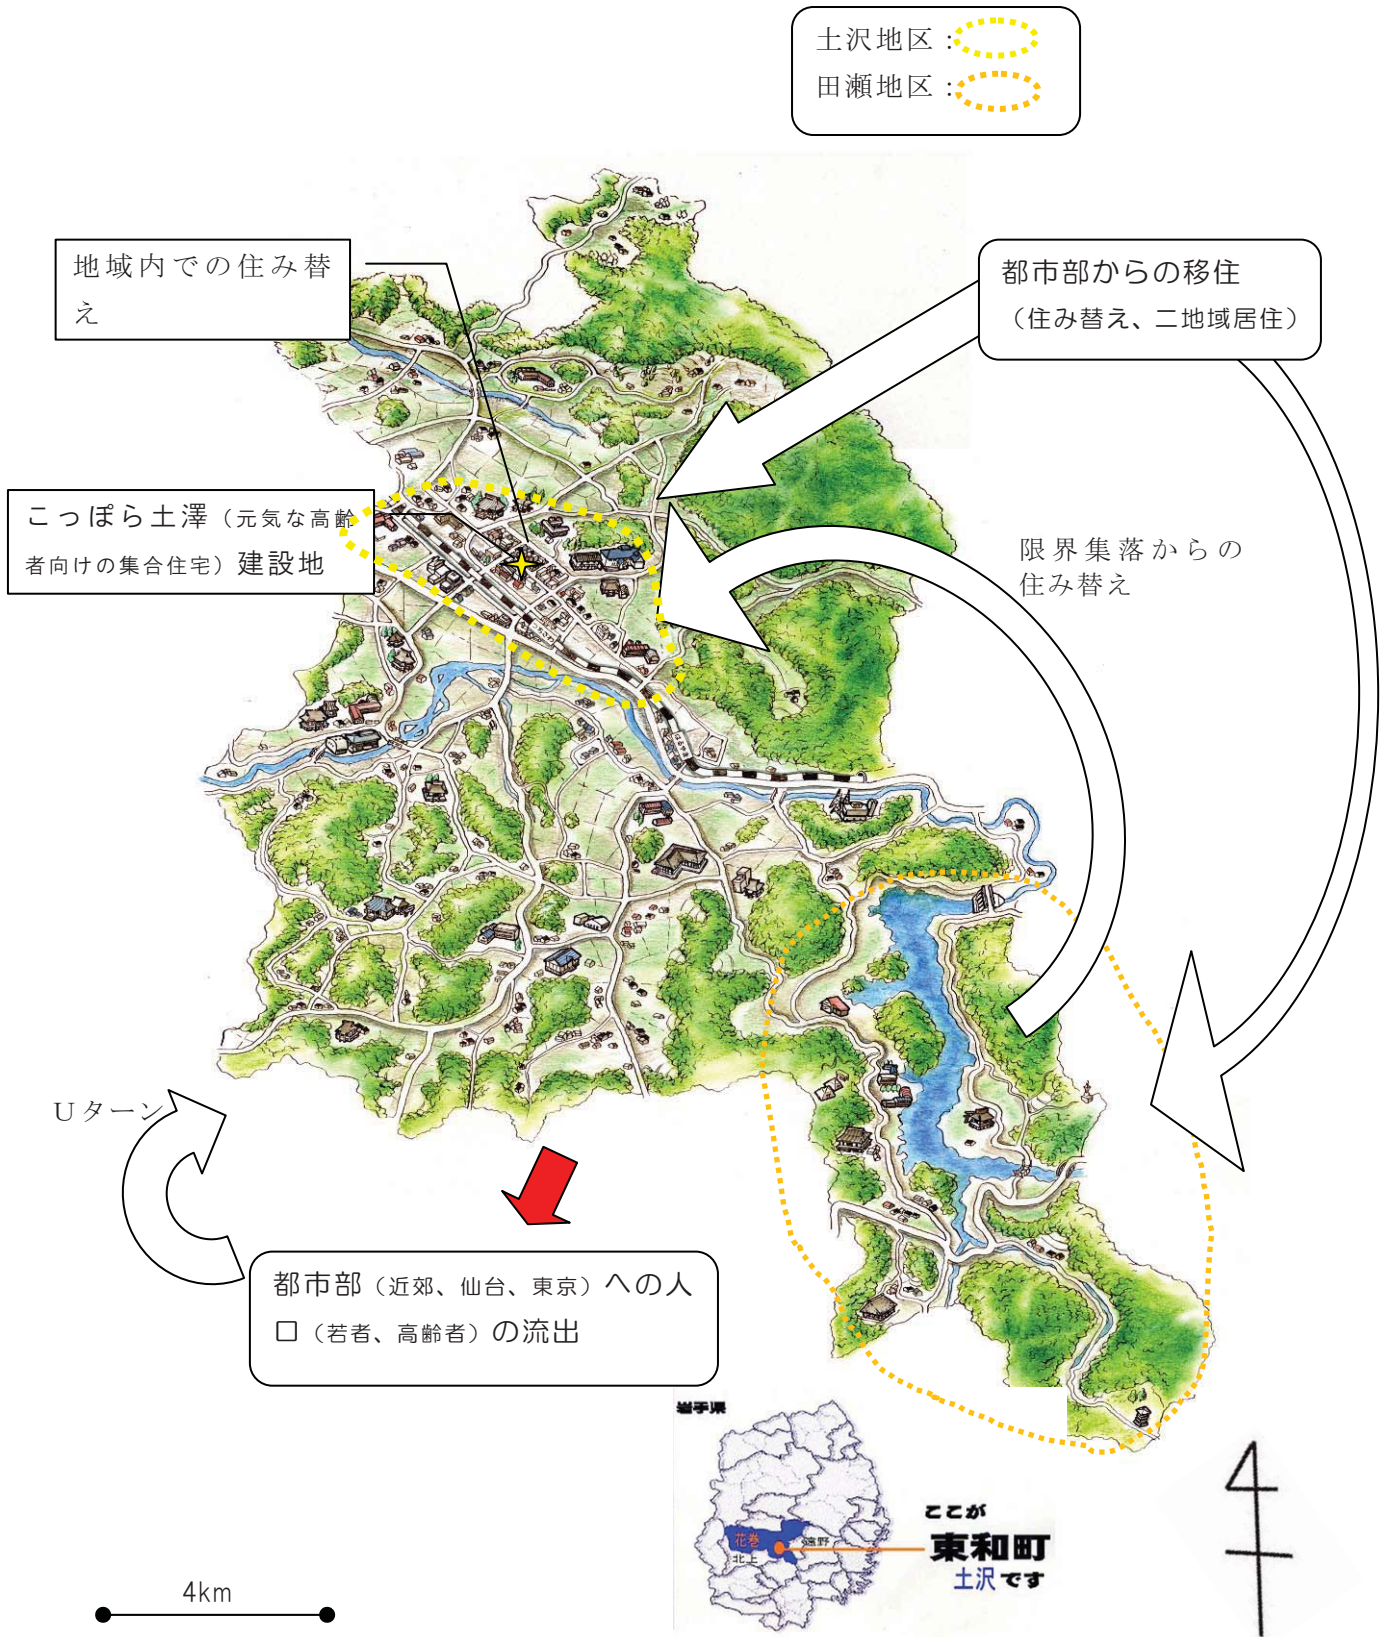 土沢地区：
田瀬地区：
地域内での住み替
え
都市部からの移住
（住み替え、二地域居住）
こっぽら土澤（元気な高齢
者向けの集合住宅）建設地
限界集落からの
住み替え
Uターン
都市部（近郊、仙台、東京）への人
口（若者、高齢者）の流出
岩手県
花巻
遠野
北上
ここが
東和町
土沢です
4km